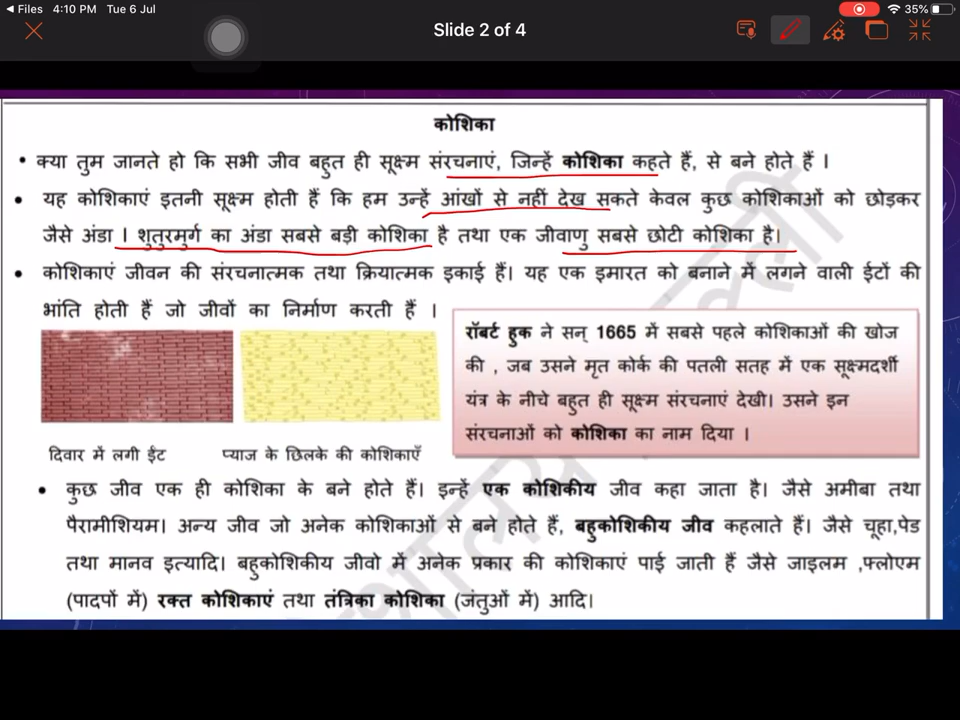 Files 4:10 PM Tue 6 Jul 35%
Slide 2 of 4
कोशिका
• क्या तुम जानते हो कि सभी जीव बहुत ही सूक्ष्म संरचनाएं, जिन्हें कोशिका कहते हैं, से बने होते हैं ।
• यह कोशिकाएं इतनी सूक्ष्म होती हैं कि हम उन्हें आंखों से नहीं देख सकते केवल कुछ कोशिकाओं को छोड़कर
जैसे अंडा । शुतुरमुर्ग का अंडा सबसे बड़ी कोशिका है तथा एक जीवाणु सबसे छोटी कोशिका है।
• कोशिकाएं जीवन की संरचनात्मक तथा क्रियात्मक इकाई हैं। यह एक इमारत को बनाने में लगने वाली ईटों की
भांति होती हैं जो जीवों का निर्माण करती हैं ।
रॉबर्ट हुक ने सन् 1665 में सबसे पहले कोशिकाओं की खोज
की , जब उसने मृत कोर्क की पतली सतह में एक सूक्ष्मदर्शी
यंत्र के नीचे बहुत ही सूक्ष्म संरचनाएं देखी। उसने इन
संरचनाओं को कोशिका का नाम दिया ।
दिवार में लगी ईंट प्याज के छिलके की कोशिकाएँ
• कुछ जीव एक ही कोशिका के बने होते हैं। इन्हें एक कोशिकीय जीव कहा जाता है। जैसे अमीबा तथा
पैरामीशियम। अन्य जीव जो अनेक कोशिकाओं से बने होते हैं, बहुकोशिकीय जीव कहलाते हैं। जैसे चूहा,पेड
तथा मानव इत्यादि। बहुकोशिकीय जीवो में अनेक प्रकार की कोशिकाएं पाई जाती हैं जैसे जाइलम ,फ्लोएम
(पादपों में) रक्त कोशिकाएं तथा तंत्रिका कोशिका (जंतुओं में) आदि।